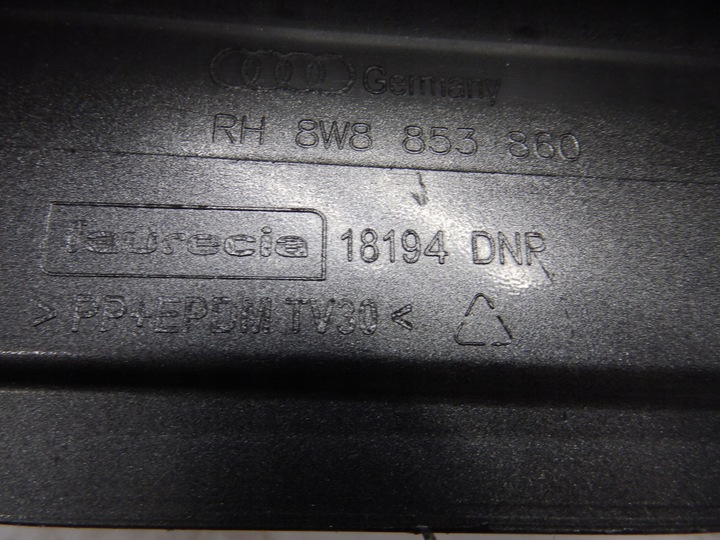 Germany
RH 8W8 853 860
faurecia 18194 DNP
>PP+EPDM TV30<